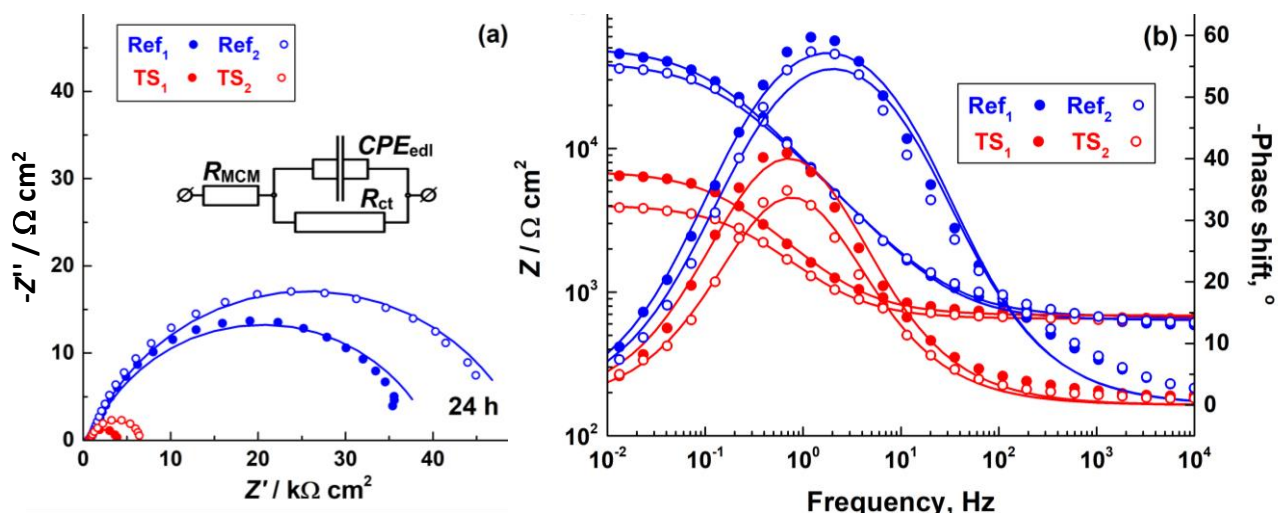 (a)
Ref₁ Ref₂
TS₁ TS₂
CPEedl
RMCM
Rct
24 h
-Z'' / Ω cm²
40
30
20
10
0
0 10 20 30 40
Z' / kΩ cm²
(b)
Ref₁ Ref₂
TS₁ TS₂
Z / Ω cm²
10⁴
10³
10²
10⁻² 10⁻¹ 10⁰ 10¹ 10² 10³ 10⁴
Frequency, Hz
60
50
40
30
20
10
0
-Phase shift, °